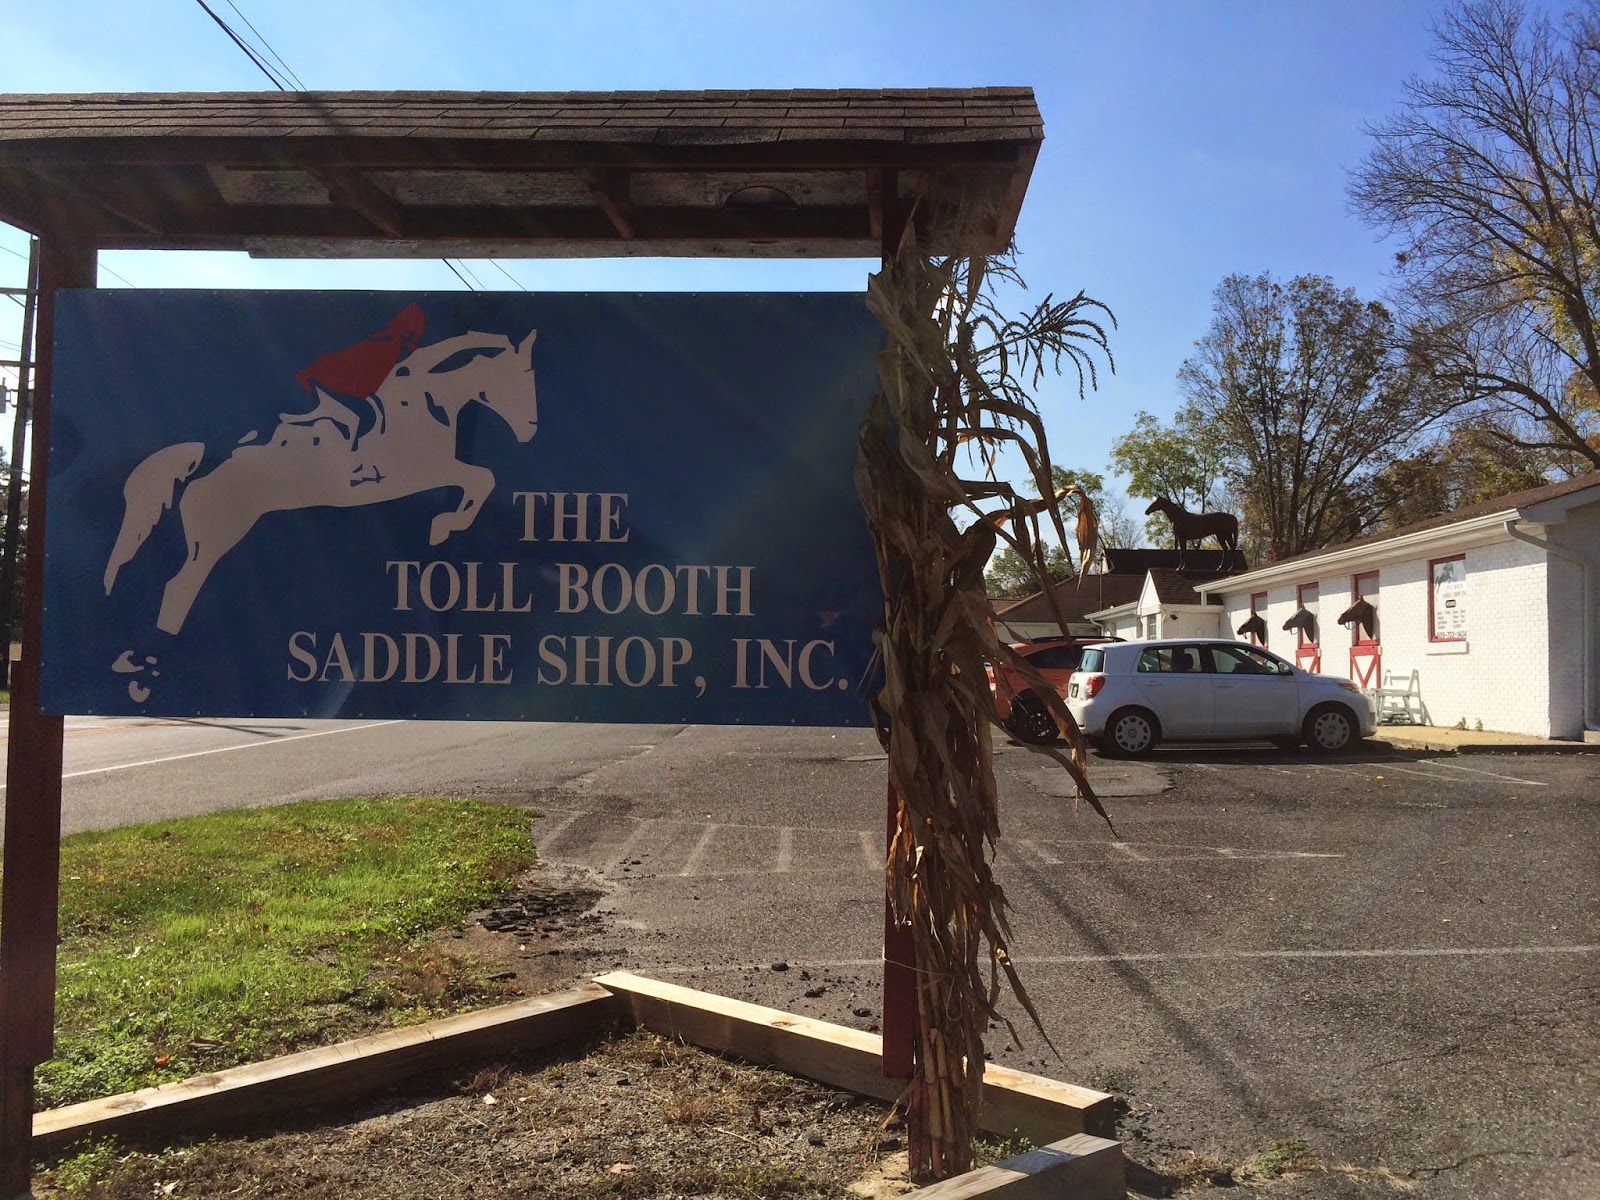 THE
TOLL BOOTH
SADDLE SHOP, INC.